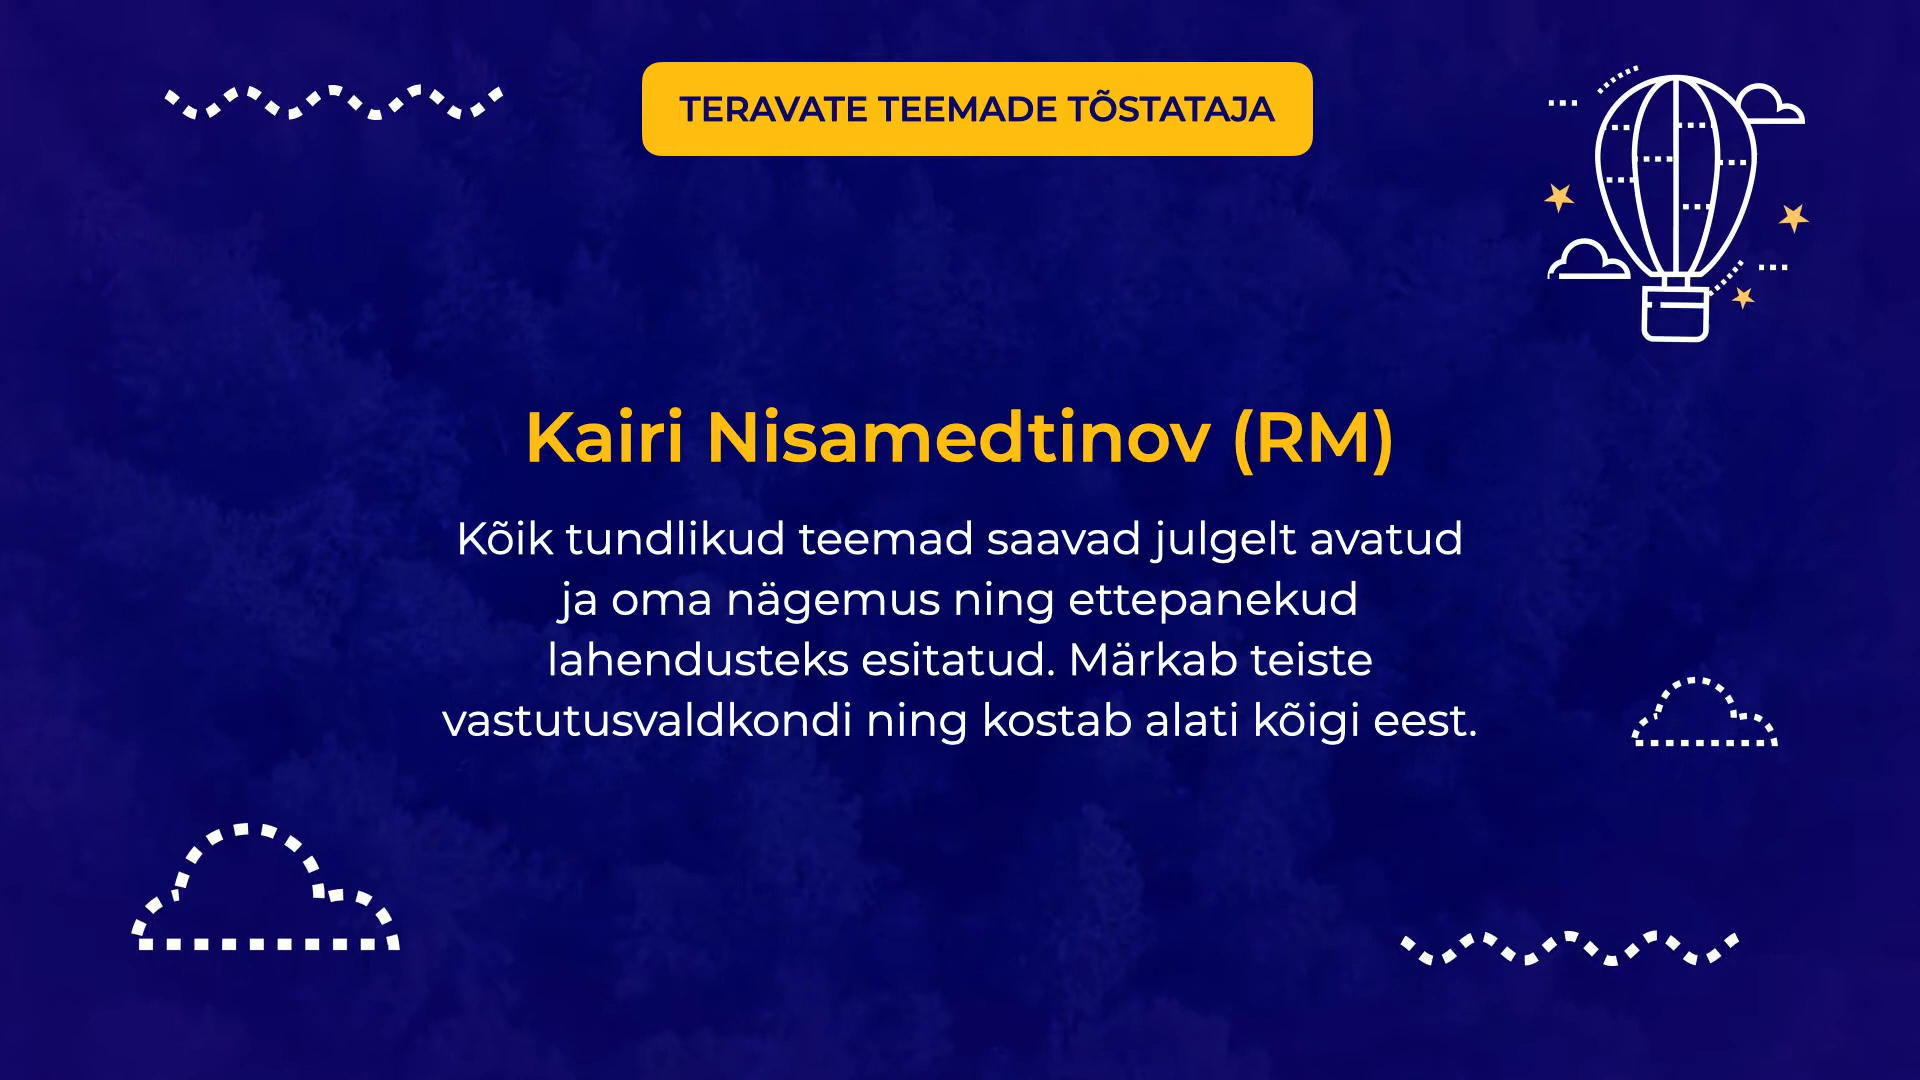 TERAVATE TEEMADE TÕSTATAJA
Kairi Nisamedtinov (RM)
Kõik tundlikud teemad saavad julgelt avatud
ja oma nägemus ning ettepanekud
lahendusteks esitatud. Märkab teiste
vastutusvaldkondi ning kostab alati kõigi eest.